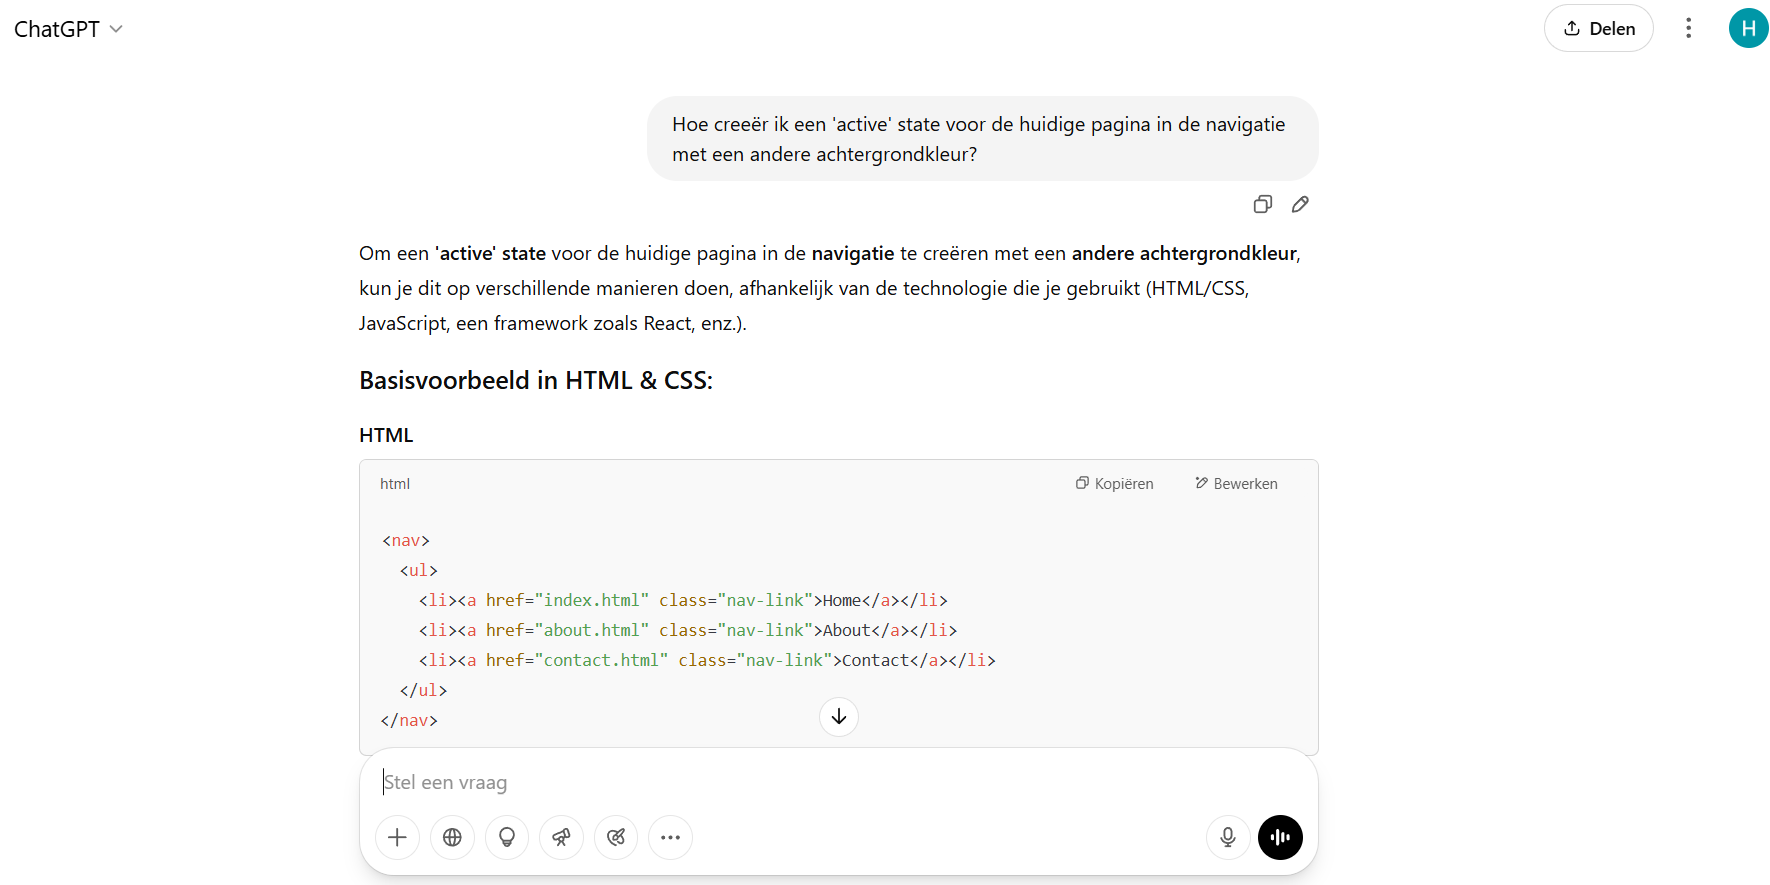 ChatGPT
Delen
H
Hoe creeër ik een 'active' state voor de huidige pagina in de navigatie
met een andere achtergrondkleur?
Om een 'active' state voor de huidige pagina in de navigatie te creëren met een andere achtergrondkleur,
kun je dit op verschillende manieren doen, afhankelijk van de technologie die je gebruikt (HTML/CSS,
JavaScript, een framework zoals React, enz.).
Basisvoorbeeld in HTML & CSS:
HTML
html
Kopiëren
Bewerken
<nav>
  <ul>
    <li><a href="index.html" class="nav-link">Home</a></li>
    <li><a href="about.html" class="nav-link">About</a></li>
    <li><a href="contact.html" class="nav-link">Contact</a></li>
  </ul>
</nav>
Stel een vraag